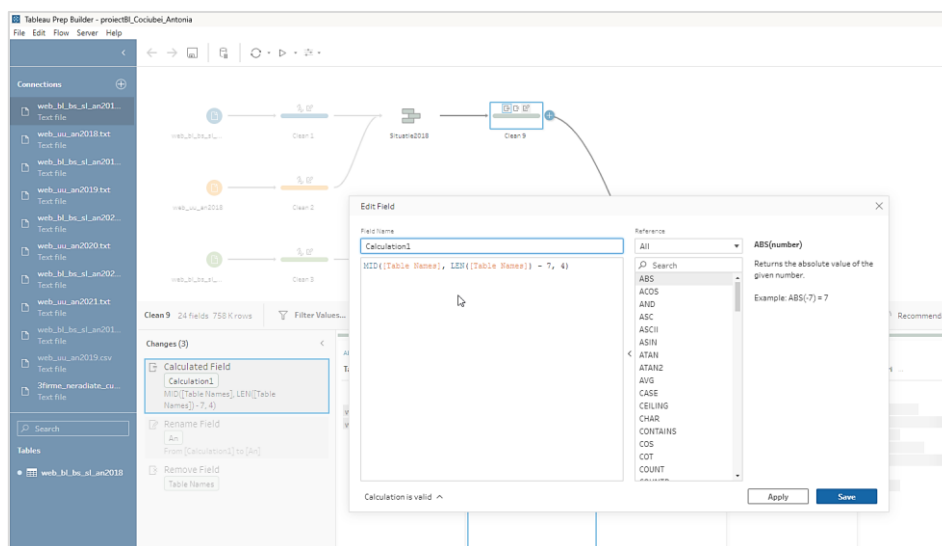 Tableau Prep Builder - proiectBI_Cociubei_Antonia
File Edit Flow Server Help
Connections
web_bl_bs_sl_an201...
Text file
web_uu_an2018.txt
Text file
web_bl_bs_sl_an201...
Text file
web_uu_an2019.txt
Text file
web_bl_bs_sl_an202...
Text file
web_uu_an2020.txt
Text file
web_bl_bs_sl_an202...
Text file
web_uu_an2021.txt
Text file
web_bl_bs_sl_an201...
Text file
web_uu_an2019.csv
Text file
3firme_neradiate_cu...
Text file
Search
Tables
web_bl_bs_sl_an2018
web_bl_bs_sl_...
Clean 1
Situatie2018
Clean 9
web_uu_an2018
Clean 2
web_bl_bs_sl_...
Clean 3
Clean 9 24 fields 758 K rows
Filter Values...
Recommend
Changes (3)
Calculated Field
Calculation1
MID([Table Names], LEN([Table
Names]) - 7, 4)
Rename Field
An
From [Calculation1] to [An]
Remove Field
Table Names
Edit Field
Field Name
Calculation1
MID([Table Names], LEN([Table Names]) - 7, 4)
Reference
All
Search
ABS
ACOS
AND
ASC
ASCII
ASIN
ATAN
ATAN2
AVG
CASE
CEILING
CHAR
CONTAINS
COS
COT
COUNT
COUNTD
ABS(number)
Returns the absolute value of the
given number.
Example: ABS(-7) = 7
Calculation is valid
Apply
Save